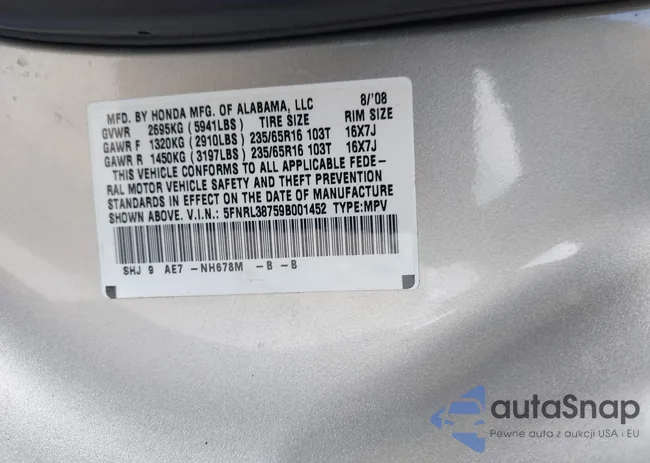 MFD. BY HONDA MFG. OF ALABAMA, LLC 8/'08
GVWR 2695KG (5941LBS) TIRE SIZE RIM SIZE
GAWR F 1320KG (2910LBS) 235/65R16 103T 16X7J
GAWR R 1450KG (3197LBS) 235/65R16 103T 16X7J
THIS VEHICLE CONFORMS TO ALL APPLICABLE FEDE-
RAL MOTOR VEHICLE SAFETY AND THEFT PREVENTION
STANDARDS IN EFFECT ON THE DATE OF MANUFACTURE
SHOWN ABOVE. V.I.N.: 5FNRL38759B001452 TYPE:MPV
SHJ 9 AE7 -NH678M -B -B
autaSnap
Pewne auta z aukcji USA i EU